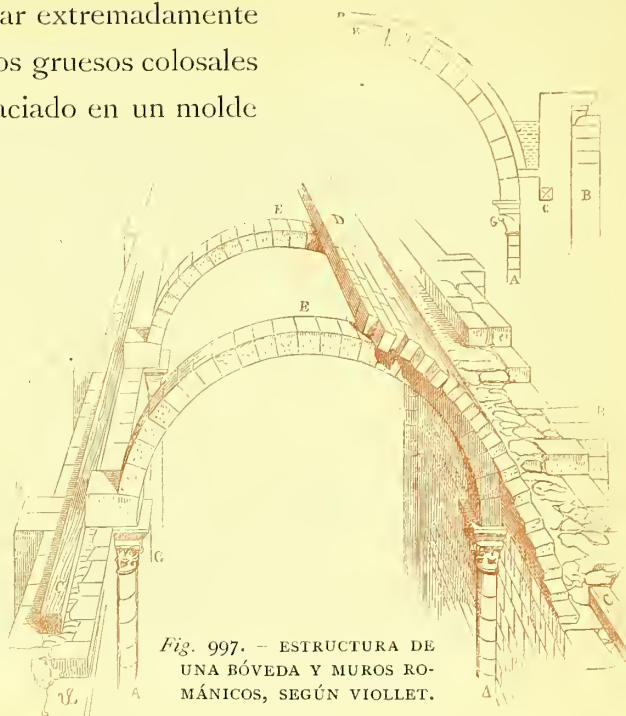 ar extremadamente
os gruesos colosales
aciado en un molde
C
B
G
A
E
D
E
G
C
C
A
A
Fig. 997. – ESTRUCTURA DE
UNA BÓVEDA Y MUROS RO-
MÁNICOS, SEGÚN VIOLLET.